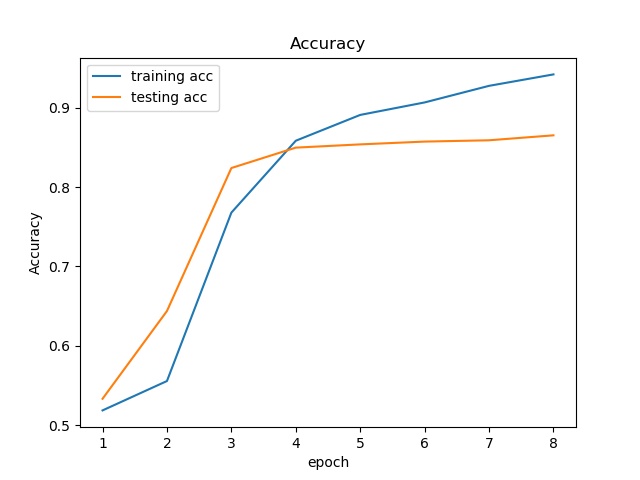 Accuracy
training acc
testing acc
0.9
0.8
0.7
0.6
0.5
Accuracy
1 2 3 4 5 6 7 8
epoch